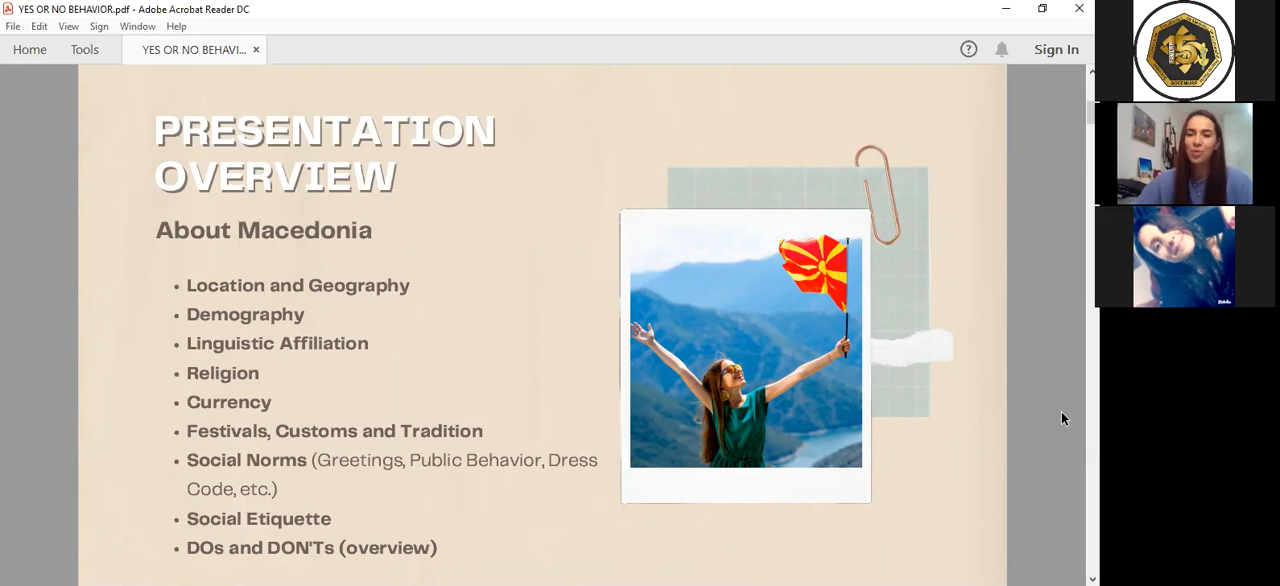 YES OR NO BEHAVIOR.pdf - Adobe Acrobat Reader DC
File Edit View Sign Window Help
Home Tools YES OR NO BEHAVI... × Sign In
PRESENTATION
OVERVIEW
About Macedonia
• Location and Geography
• Demography
• Linguistic Affiliation
• Religion
• Currency
• Festivals, Customs and Tradition
• Social Norms (Greetings, Public Behavior, Dress
Code, etc.)
• Social Etiquette
• DOs and DON'Ts (overview)